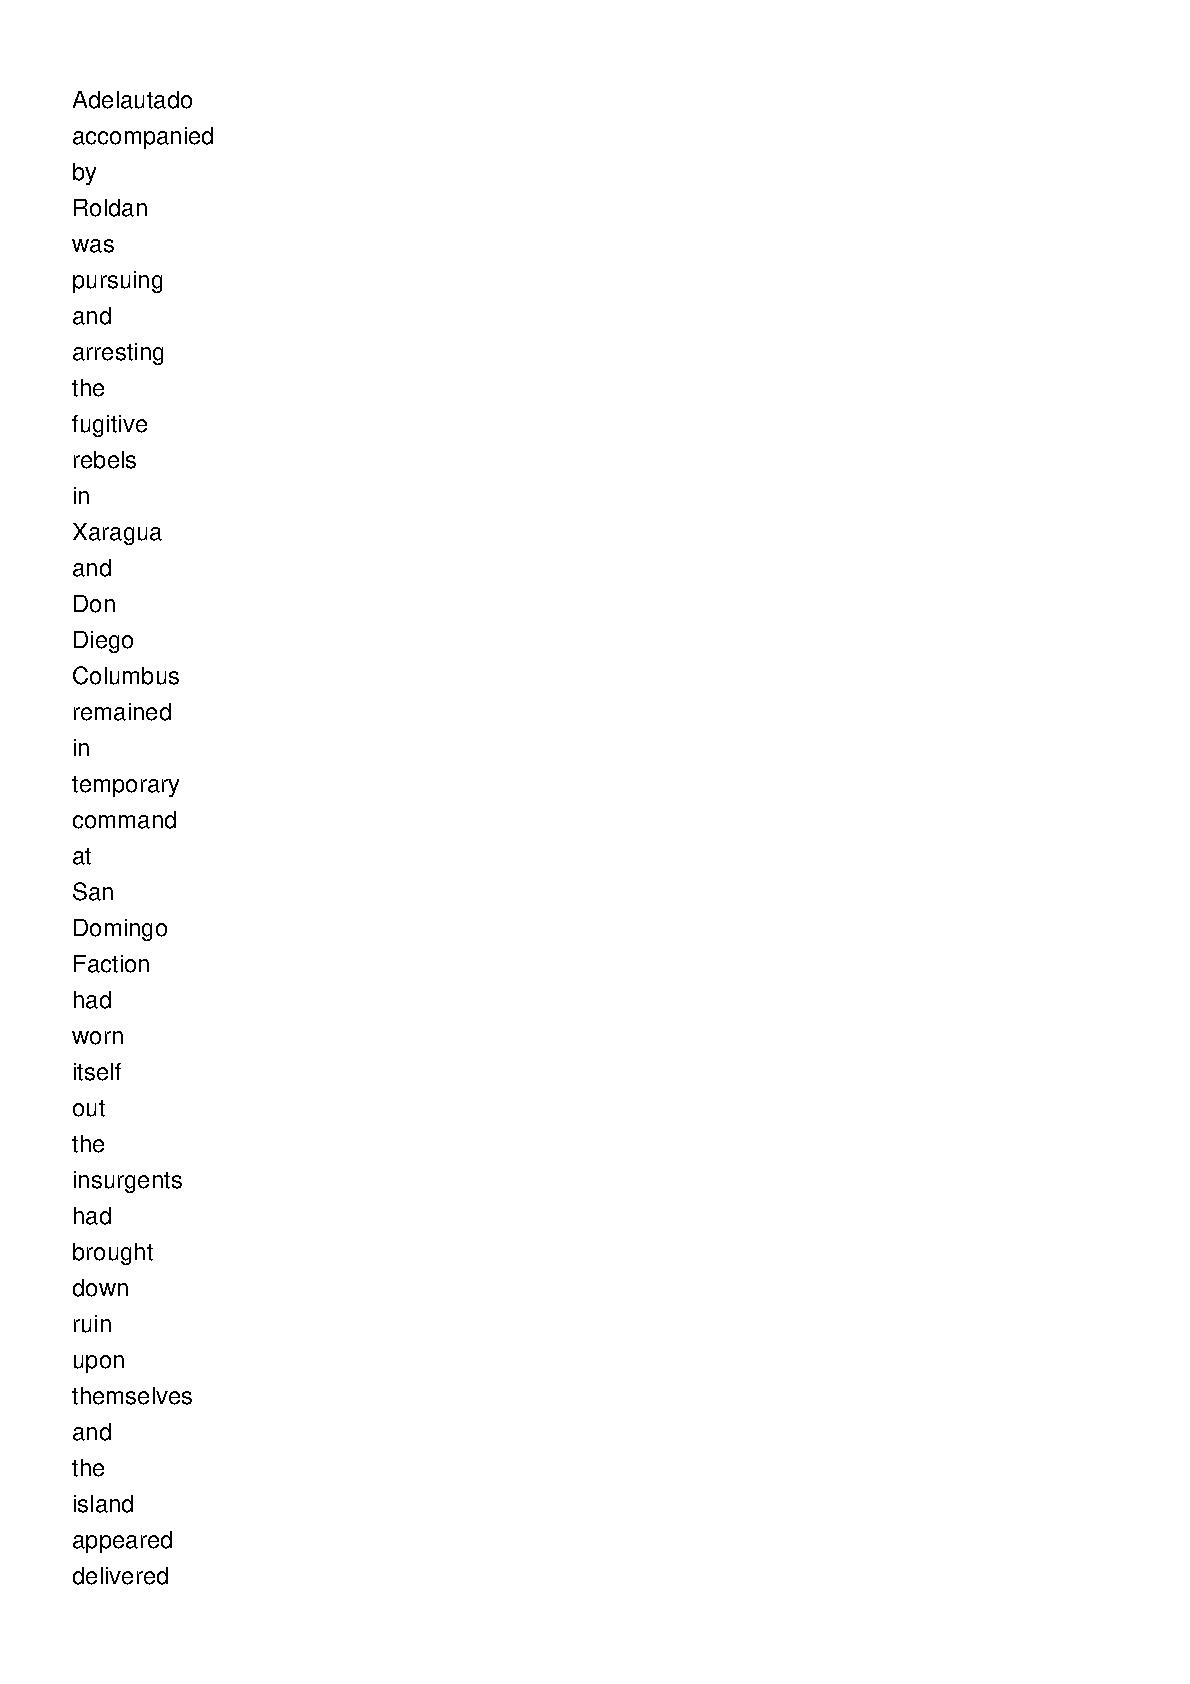 Adelautado
accompanied
by
Roldan
was
pursuing
and
arresting
the
fugitive
rebels
in
Xaragua
and
Don
Diego
Columbus
remained
in
temporary
command
at
San
Domingo
Faction
had
worn
itself
out
the
insurgents
had
brought
down
ruin
upon
themselves
and
the
island
appeared
delivered